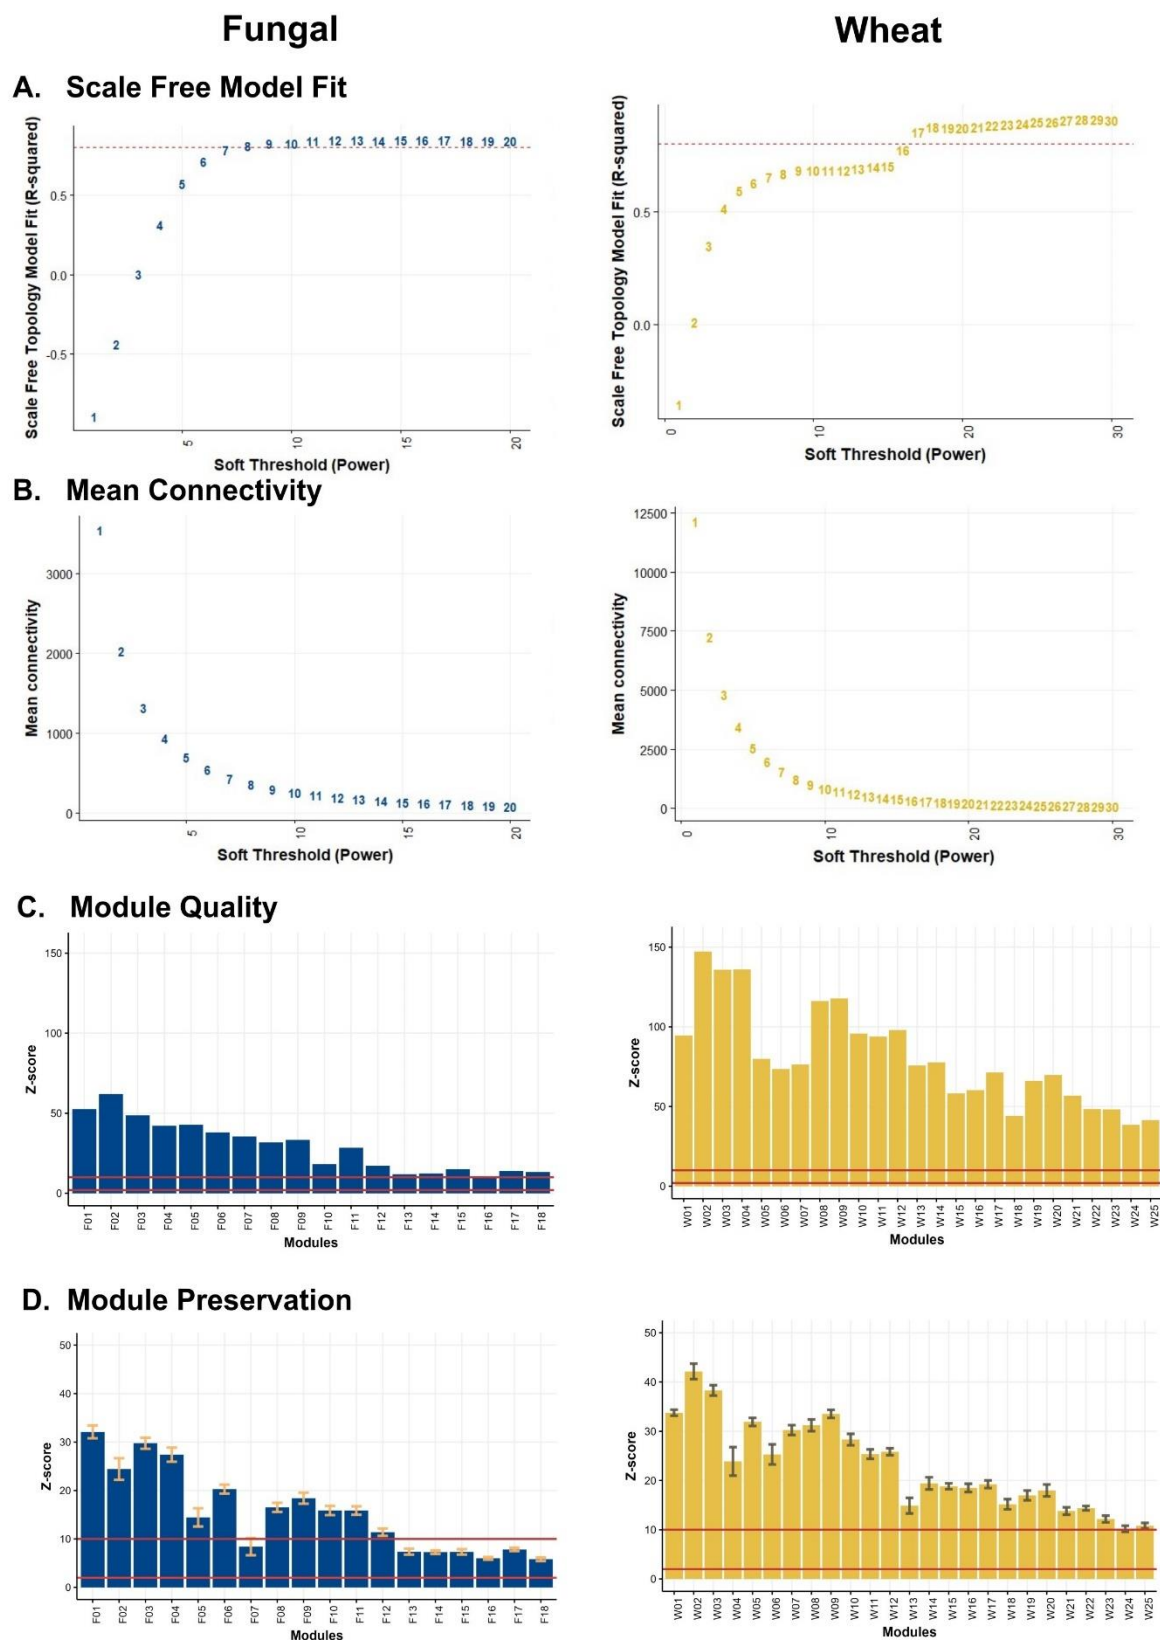 Fungal
Wheat
A. Scale Free Model Fit
Scale Free Topology Model Fit (R-squared)
0.5
0.0
-0.5
1 2 3 4 5 6 7 8 9 10 11 12 13 14 15 16 17 18 19 20
5 10 20
Soft Threshold (Power)
Scale Free Topology Model Fit (R-squared)
0.5
0.0
1 2 3 4 5 6 7 8 9 10 11 12 13 14 15 16 17 18 19 20 21 22 23 24 25 26 27 28 29 30
0 10 20 30
Soft Threshold (Power)
B. Mean Connectivity
Mean connectivity
3000
2000
1000
0
1 2 3 4 5 6 7 8 9 10 11 12 13 14 15 16 17 18 19 20
5 10 20
Soft Threshold (Power)
Mean connectivity
12500
10000
7500
5000
2500
0
1 2 3 4 5 6 7 8 9 10 11 12 13 14 15 16 17 18 19 20 21 22 23 24 25 26 27 28 29 30
0 10 20 30
Soft Threshold (Power)
C. Module Quality
Z-score
150
100
50
0
F01 F02 F03 F04 F05 F06 F07 F08 F09 F10 F11 F12 F13 F14 F15 F16 F17 F18
Modules
Z-score
150
100
50
0
W01 W02 W03 W04 W05 W06 W07 W08 W09 W10 W11 W12 W13 W14 W15 W16 W17 W18 W19 W20 W21 W22 W23 W24 W25
Modules
D. Module Preservation
Z-score
50
40
30
20
10
0
F01 F02 F03 F04 F05 F06 F07 F08 F09 F10 F11 F12 F13 F14 F15 F16 F17 F18
Modules
Z-score
50
40
30
20
10
0
W01 W02 W03 W04 W05 W06 W07 W08 W09 W10 W11 W12 W13 W14 W15 W16 W17 W18 W19 W20 W21 W22 W23 W24 W25
Modules